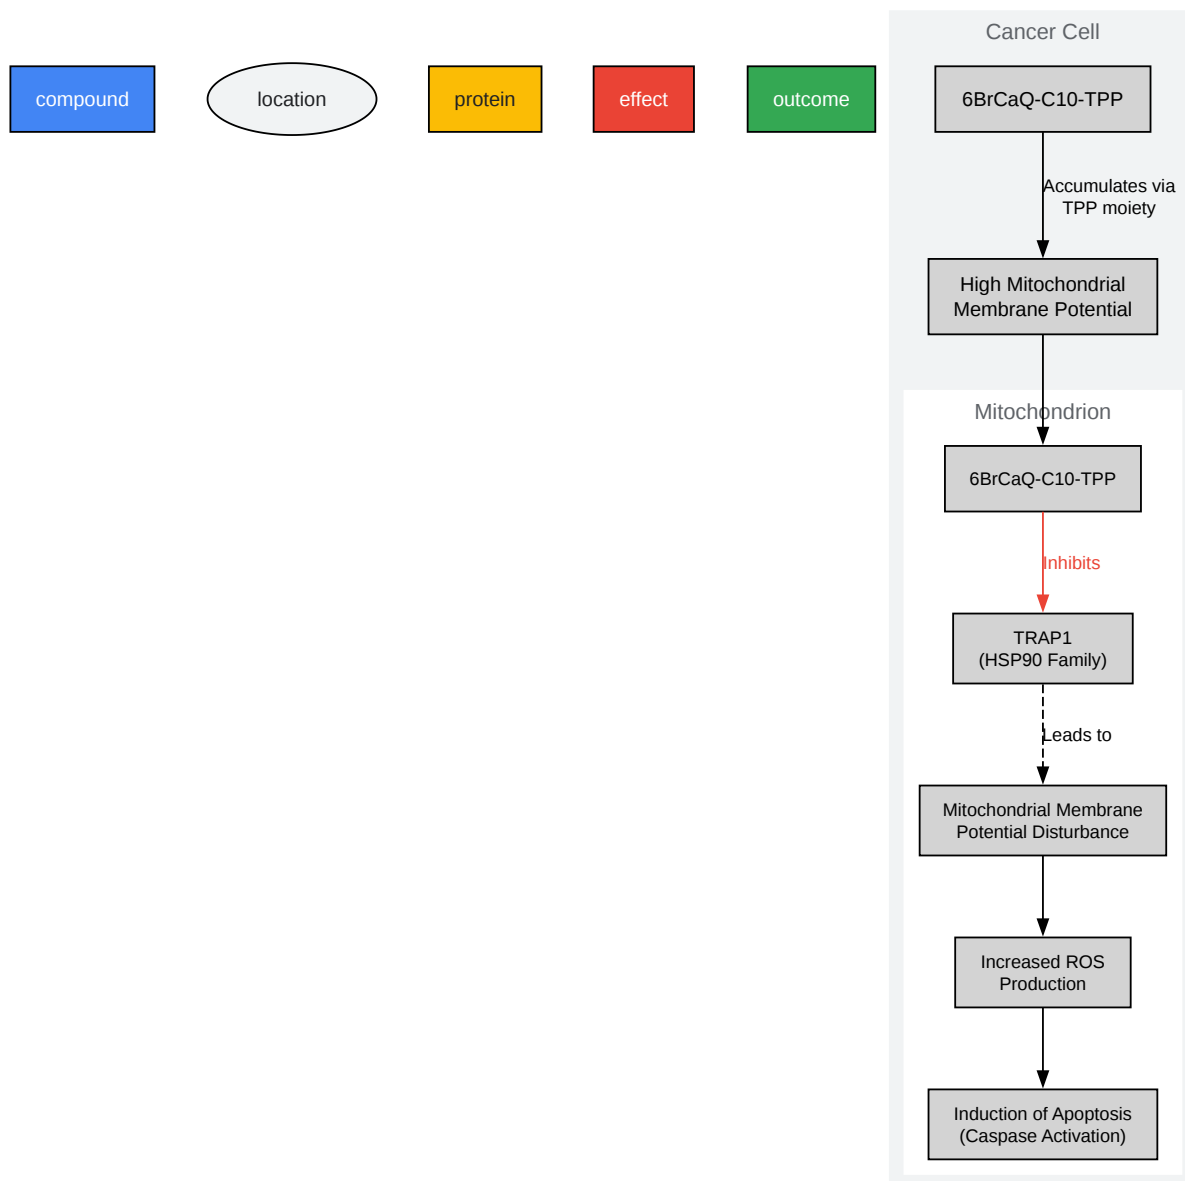 compound
location
protein
effect
outcome
Cancer Cell
6BrCaQ-C10-TPP
Accumulates via
TPP moiety
High Mitochondrial
Membrane Potential
Mitochondrion
6BrCaQ-C10-TPP
Inhibits
TRAP1
(HSP90 Family)
Leads to
Mitochondrial Membrane
Potential Disturbance
Increased ROS
Production
Induction of Apoptosis
(Caspase Activation)